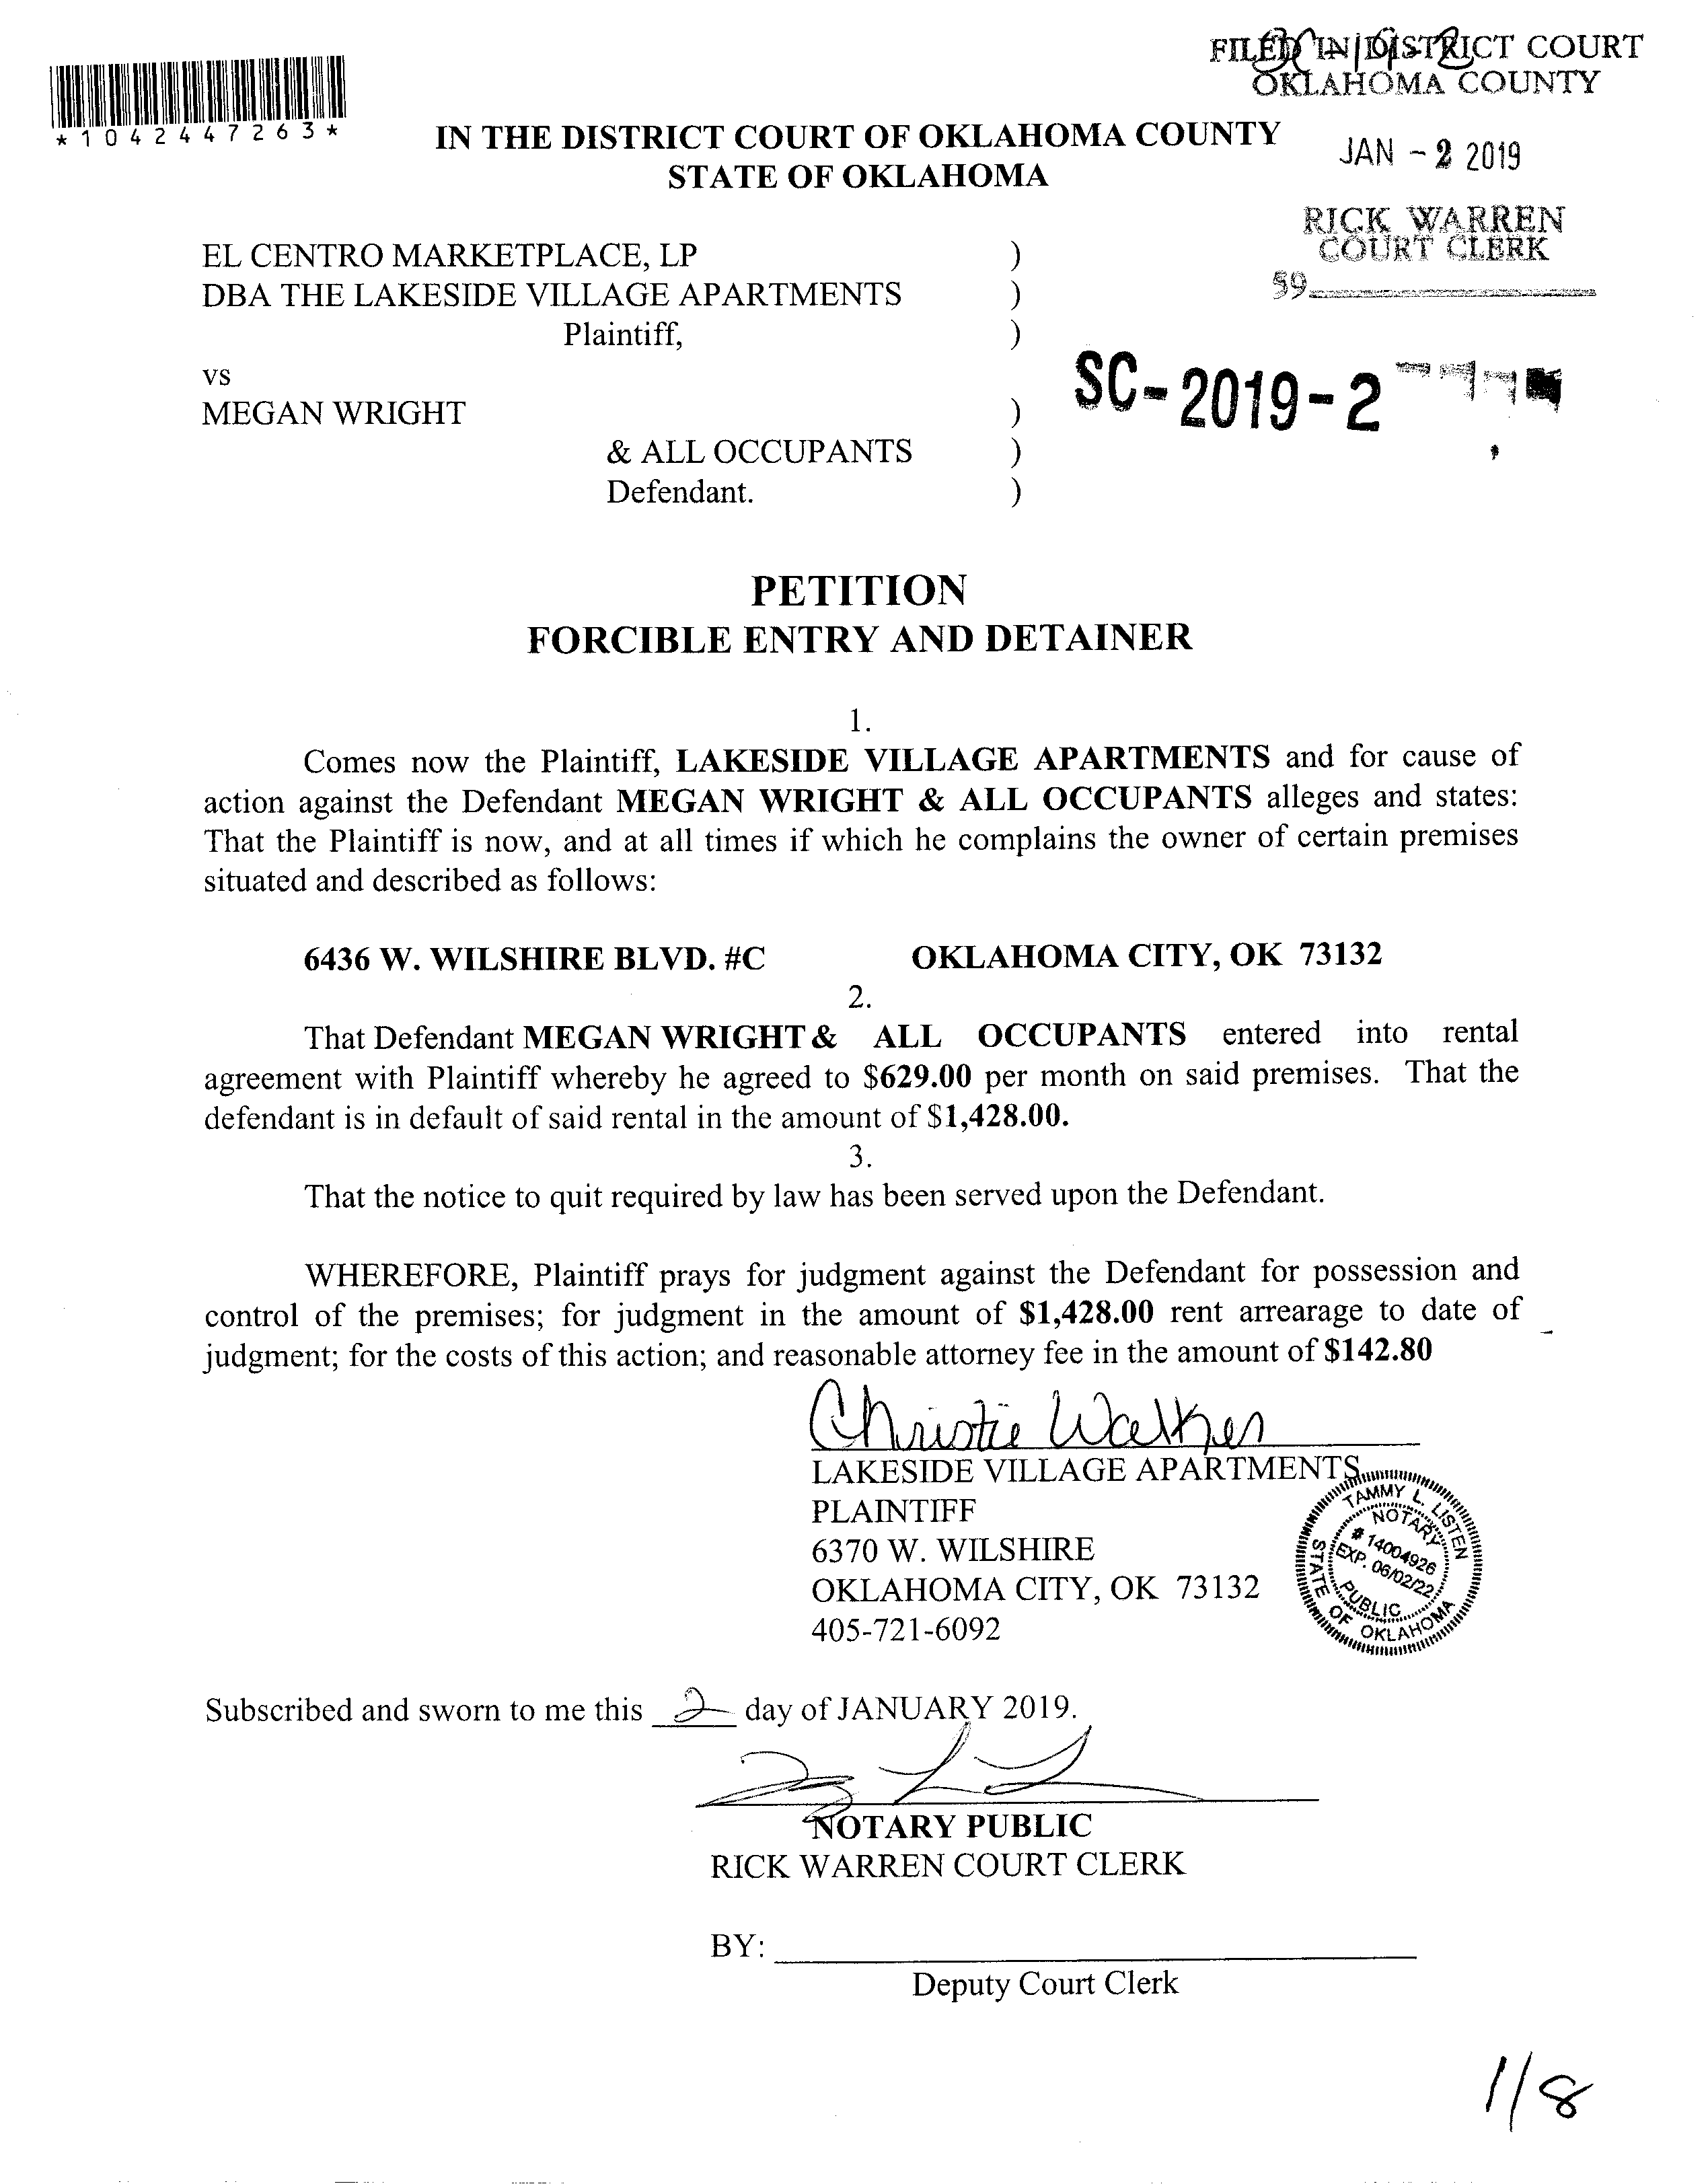 FILED IN DISTRICT COURT
OKLAHOMA COUNTY
*1042447263*
IN THE DISTRICT COURT OF OKLAHOMA COUNTY
STATE OF OKLAHOMA
JAN - 2 2019
RICK WARREN
COURT CLERK
59
EL CENTRO MARKETPLACE, LP )
DBA THE LAKESIDE VILLAGE APARTMENTS )
Plaintiff, )
vs
SC-2019-2
MEGAN WRIGHT )
& ALL OCCUPANTS )
Defendant. )
PETITION
FORCIBLE ENTRY AND DETAINER
1.
Comes now the Plaintiff, LAKESIDE VILLAGE APARTMENTS and for cause of
action against the Defendant MEGAN WRIGHT & ALL OCCUPANTS alleges and states:
That the Plaintiff is now, and at all times if which he complains the owner of certain premises
situated and described as follows:
6436 W. WILSHIRE BLVD. #C OKLAHOMA CITY, OK 73132
2.
That Defendant MEGAN WRIGHT & ALL OCCUPANTS entered into rental
agreement with Plaintiff whereby he agreed to $629.00 per month on said premises. That the
defendant is in default of said rental in the amount of $1,428.00.
3.
That the notice to quit required by law has been served upon the Defendant.
WHEREFORE, Plaintiff prays for judgment against the Defendant for possession and
control of the premises; for judgment in the amount of $1,428.00 rent arrearage to date of
judgment; for the costs of this action; and reasonable attorney fee in the amount of $142.80
Christie Walker
LAKESIDE VILLAGE APARTMENTS
PLAINTIFF
6370 W. WILSHIRE
OKLAHOMA CITY, OK 73132
405-721-6092
TAMMY L. LISTEN
NOTARY
# 14004926
EXP. 06/02/22
PUBLIC
STATE OF OKLAHOMA
Subscribed and sworn to me this 2 day of JANUARY 2019.
NOTARY PUBLIC
RICK WARREN COURT CLERK
BY:
Deputy Court Clerk
1/8